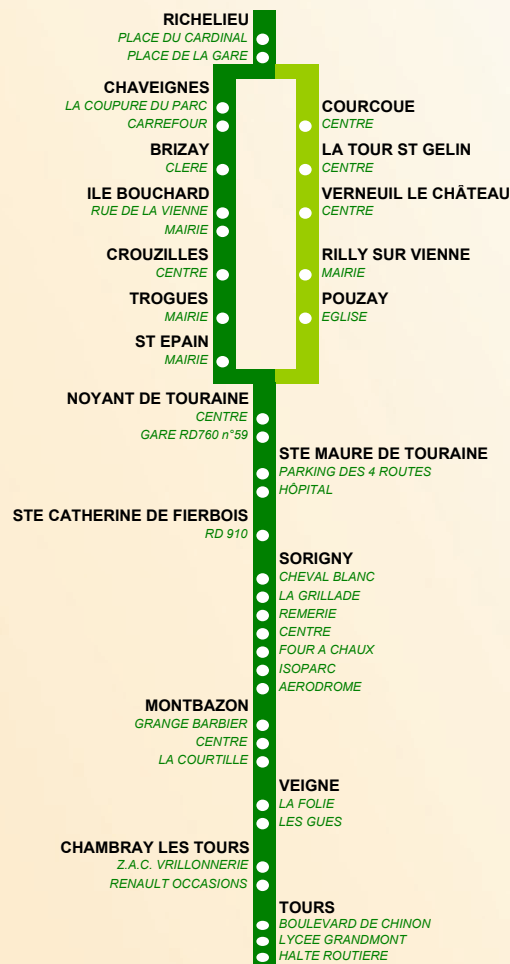 RICHELIEU
PLACE DU CARDINAL
PLACE DE LA GARE
CHAVEIGNES
LA COUPURE DU PARC
CARREFOUR
BRIZAY
CLERE
ILE BOUCHARD
RUE DE LA VIENNE
MAIRIE
CROUZILLES
CENTRE
TROGUES
MAIRIE
ST EPAIN
MAIRIE
COURCOUE
CENTRE
LA TOUR ST GELIN
CENTRE
VERNEUIL LE CHÂTEAU
CENTRE
RILLY SUR VIENNE
MAIRIE
POUZAY
EGLISE
NOYANT DE TOURAINE
CENTRE
GARE RD760 n°59
STE MAURE DE TOURAINE
PARKING DES 4 ROUTES
HÔPITAL
STE CATHERINE DE FIERBOIS
RD 910
SORIGNY
CHEVAL BLANC
LA GRILLADE
REMERIE
CENTRE
FOUR A CHAUX
ISOPARC
AERODROME
MONTBAZON
GRANGE BARBIER
CENTRE
LA COURTILLE
VEIGNE
LA FOLIE
LES GUES
CHAMBRAY LES TOURS
Z.A.C. VRILLONNERIE
RENAULT OCCASIONS
TOURS
BOULEVARD DE CHINON
LYCEE GRANDMONT
HALTE ROUTIERE